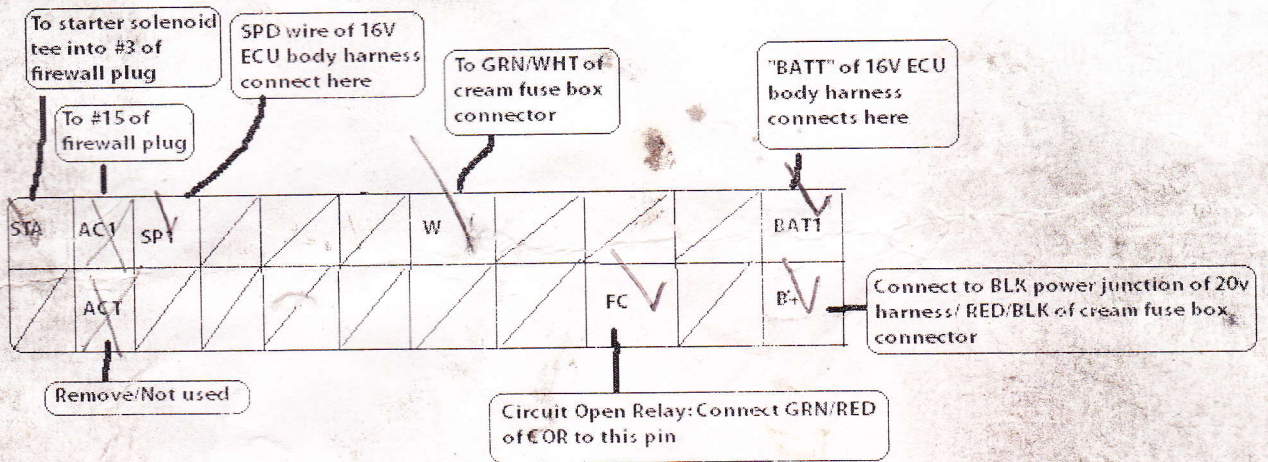 To starter solenoid
tee into #3 of
firewall plug
SPD wire of 16V
ECU body harness
connect here
To #15 of
firewall plug
To GRN/WHT of
cream fuse box
connector
"BATT" of 16V ECU
body harness
connects here
STA AC1 SP1 W BAT1
ACT FC B+
Connect to BLK power junction of 20v
harness/ RED/BLK of cream fuse box
connector
Remove/Not used
Circuit Open Relay: Connect GRN/RED
of COR to this pin